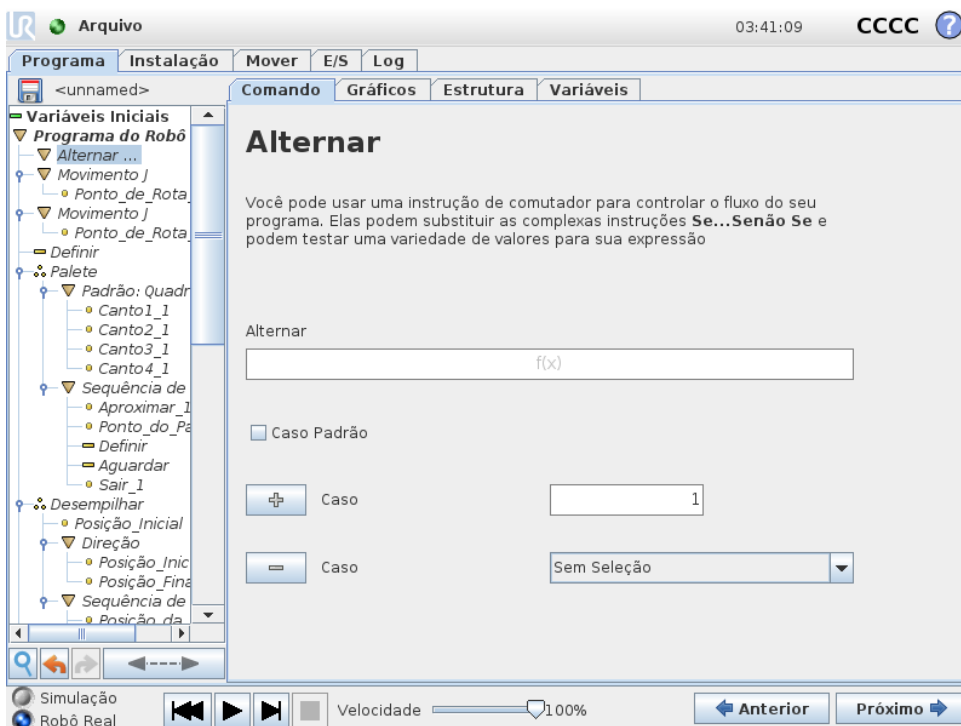 UR Arquivo 03:41:09 CCCC ?
Programa Instalação Mover E/S Log
<unnamed>
Comando Gráficos Estrutura Variáveis
Variáveis Iniciais
Programa do Robô
Alternar ...
Movimento J
Ponto_de_Rota_
Movimento J
Ponto_de_Rota_
Definir
Palete
Padrão: Quadr
Canto1_1
Canto2_1
Canto3_1
Canto4_1
Sequência de
Aproximar_1
Ponto_do_Pa
Definir
Aguardar
Sair_1
Desempilhar
Posição_Inicial
Direção
Posição_Inic
Posição_Fina
Sequência de
Posição_da_
Alternar
Você pode usar uma instrução de comutador para controlar o fluxo do seu
programa. Elas podem substituir as complexas instruções Se...Senão Se e
podem testar uma variedade de valores para sua expressão
Alternar
f(x)
Caso Padrão
Caso 1
Caso Sem Seleção
Simulação
Robô Real
Velocidade 100%
Anterior
Próximo